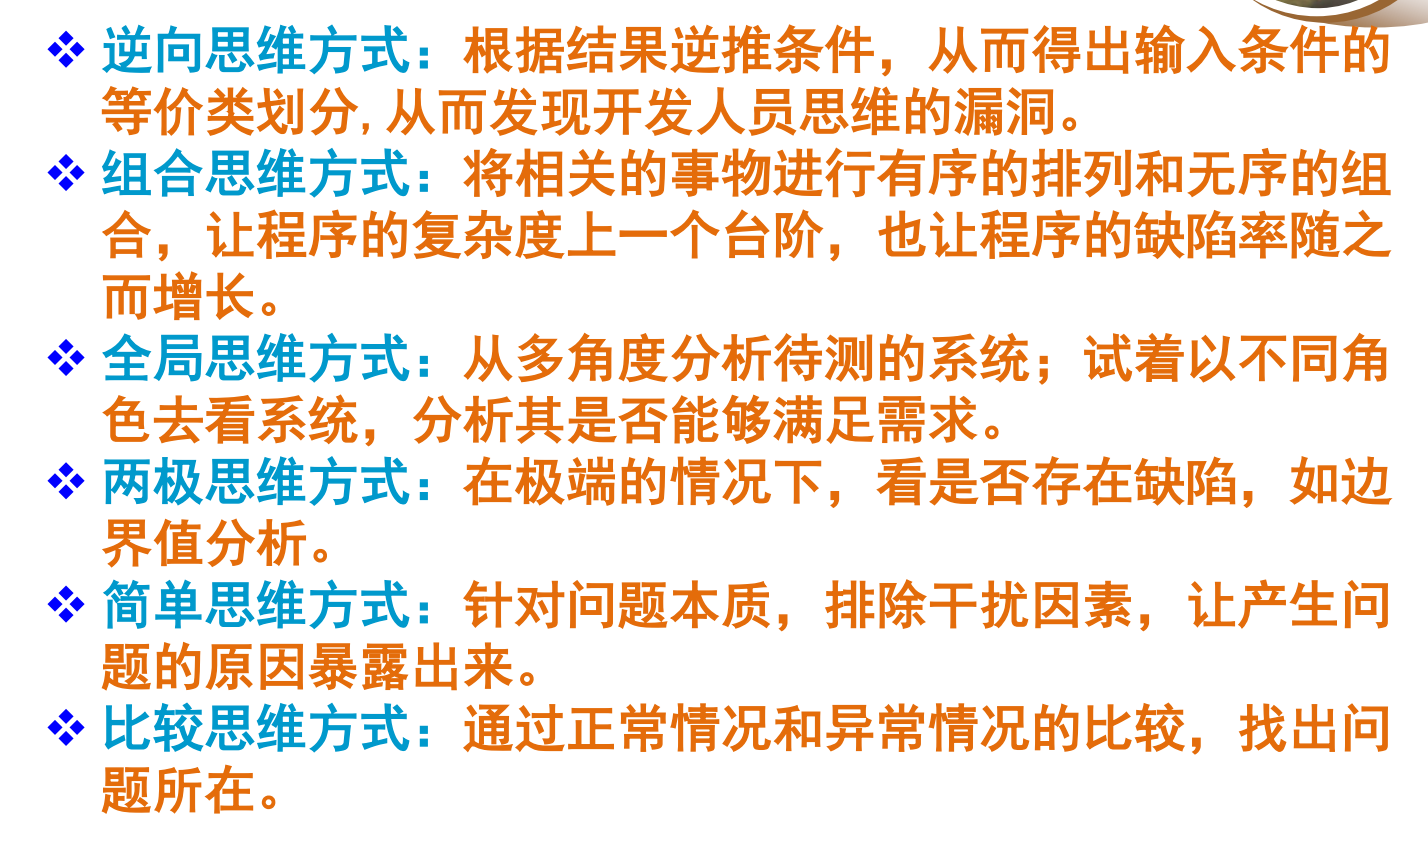 ❖ 逆向思维方式：根据结果逆推条件，从而得出输入条件的
等价类划分,从而发现开发人员思维的漏洞。
❖ 组合思维方式：将相关的事物进行有序的排列和无序的组
合，让程序的复杂度上一个台阶，也让程序的缺陷率随之
而增长。
❖ 全局思维方式：从多角度分析待测的系统；试着以不同角
色去看系统，分析其是否能够满足需求。
❖ 两极思维方式：在极端的情况下，看是否存在缺陷，如边
界值分析。
❖ 简单思维方式：针对问题本质，排除干扰因素，让产生问
题的原因暴露出来。
❖ 比较思维方式：通过正常情况和异常情况的比较，找出问
题所在。